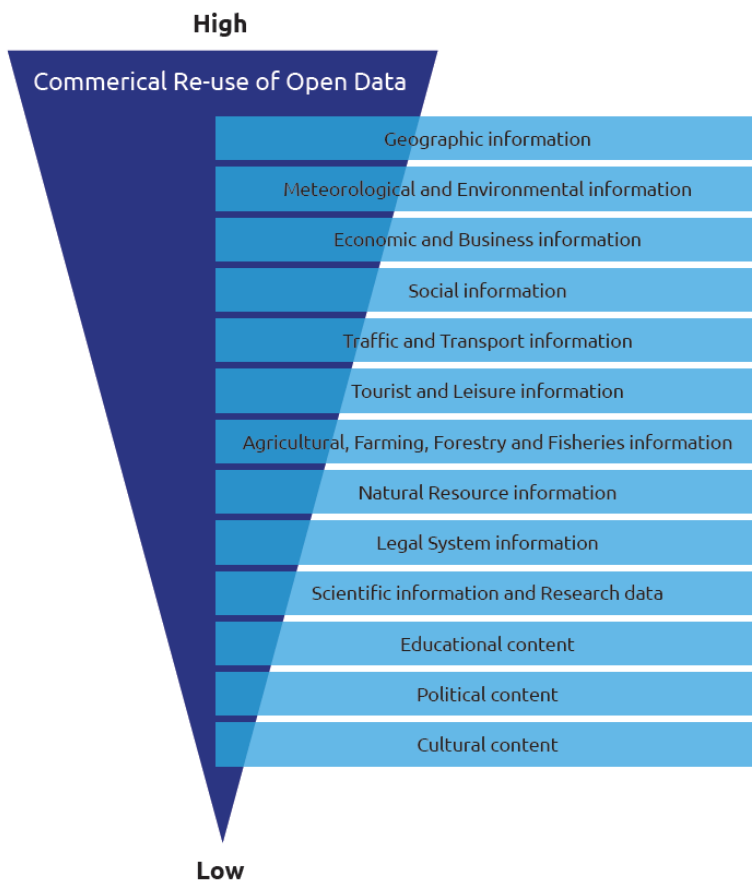 High
Commerical Re-use of Open Data
Geographic information
Meteorological and Environmental information
Economic and Business information
Social information
Traffic and Transport information
Tourist and Leisure information
Agricultural, Farming, Forestry and Fisheries information
Natural Resource information
Legal System information
Scientific information and Research data
Educational content
Political content
Cultural content
Low